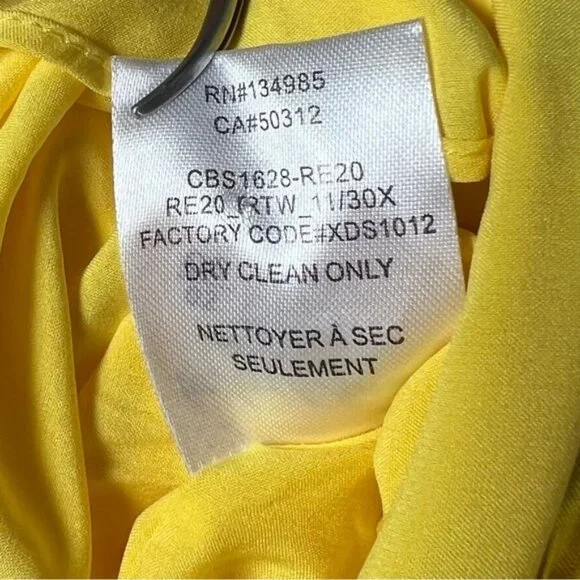 RN#134985
CA#50312
CBS1628-RE20
RE20_RTW_11/30X
FACTORY CODE#XDS1012
DRY CLEAN ONLY
NETTOYER À SEC
SEULEMENT